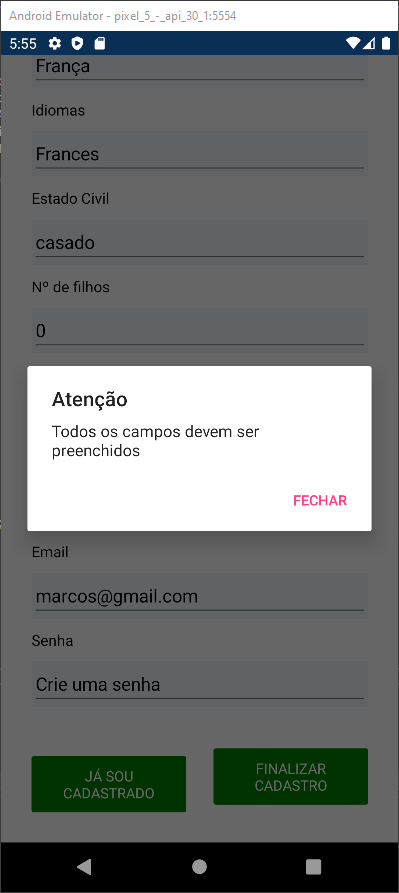 Android Emulator - pixel_5_-_api_30_1:5554
5:55
França
Idiomas
Frances
Estado Civil
casado
Nº de filhos
0
Atenção
Todos os campos devem ser
preenchidos
FECHAR
Email
marcos@gmail.com
Senha
Crie uma senha
JÁ SOU
CADASTRADO
FINALIZAR
CADASTRO